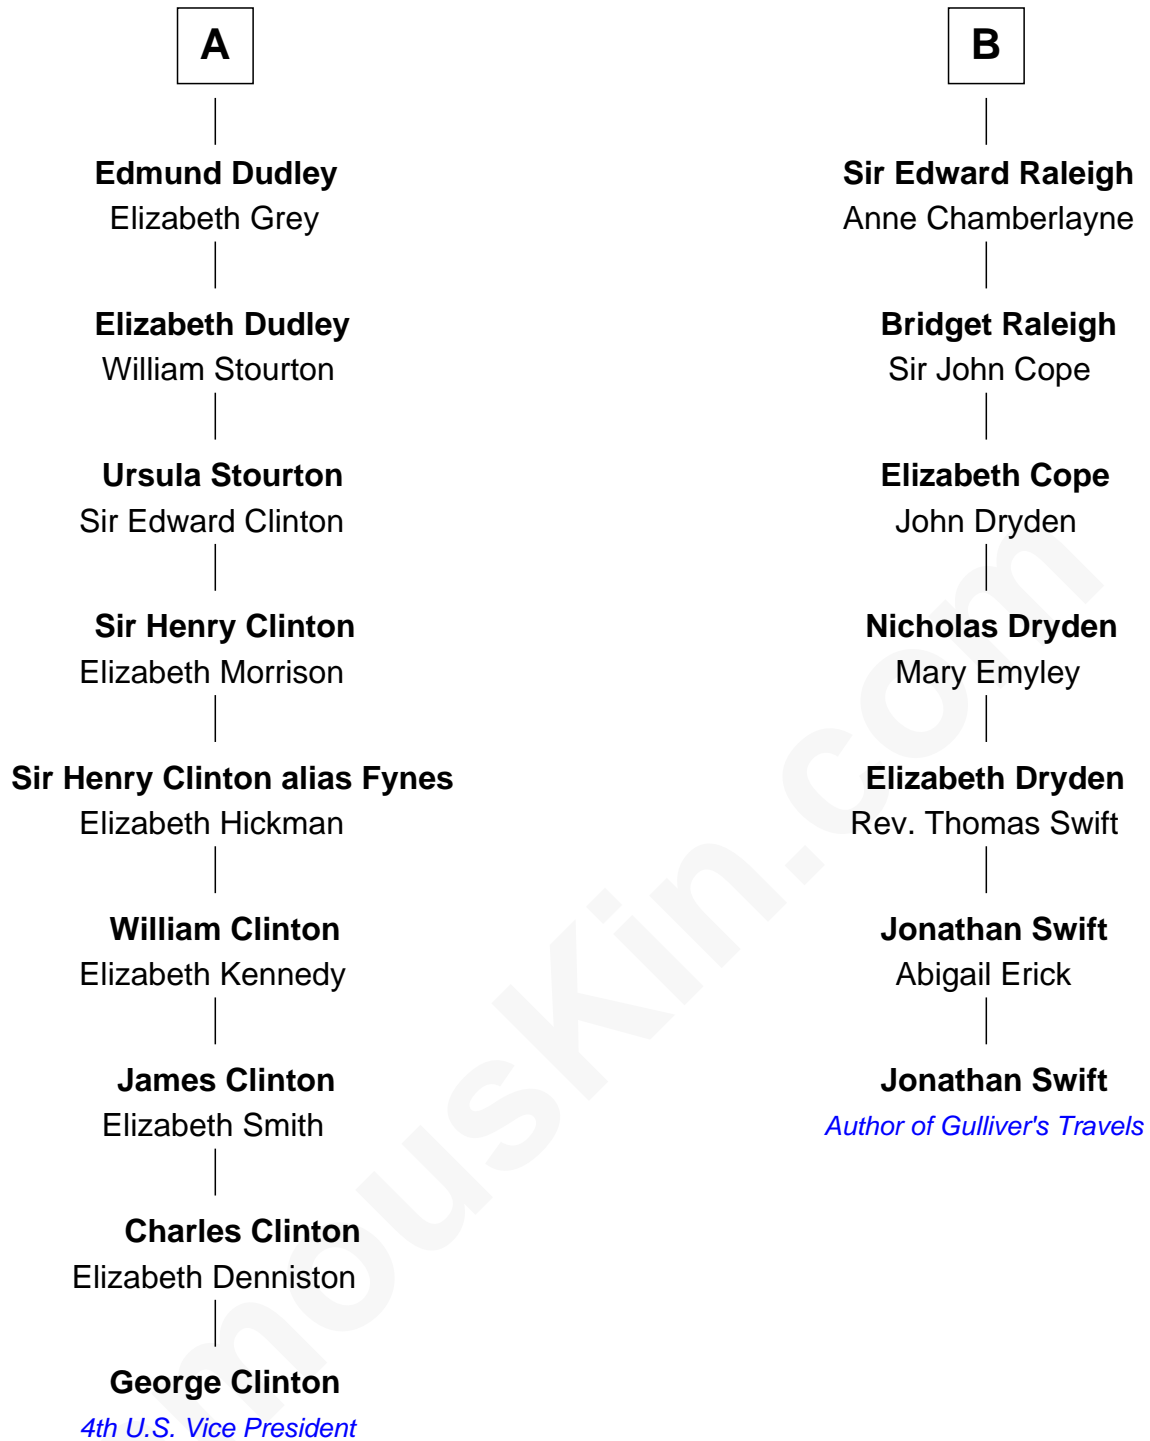 A
Edmund Dudley
Elizabeth Grey
Elizabeth Dudley
William Stourton
Ursula Stourton
Sir Edward Clinton
Sir Henry Clinton
Elizabeth Morrison
Sir Henry Clinton alias Fynes
Elizabeth Hickman
William Clinton
Elizabeth Kennedy
James Clinton
Elizabeth Smith
Charles Clinton
Elizabeth Denniston
George Clinton
4th U.S. Vice President
B
Sir Edward Raleigh
Anne Chamberlayne
Bridget Raleigh
Sir John Cope
Elizabeth Cope
John Dryden
Nicholas Dryden
Mary Emyley
Elizabeth Dryden
Rev. Thomas Swift
Jonathan Swift
Abigail Erick
Jonathan Swift
Author of Gulliver's Travels
mousKin.com